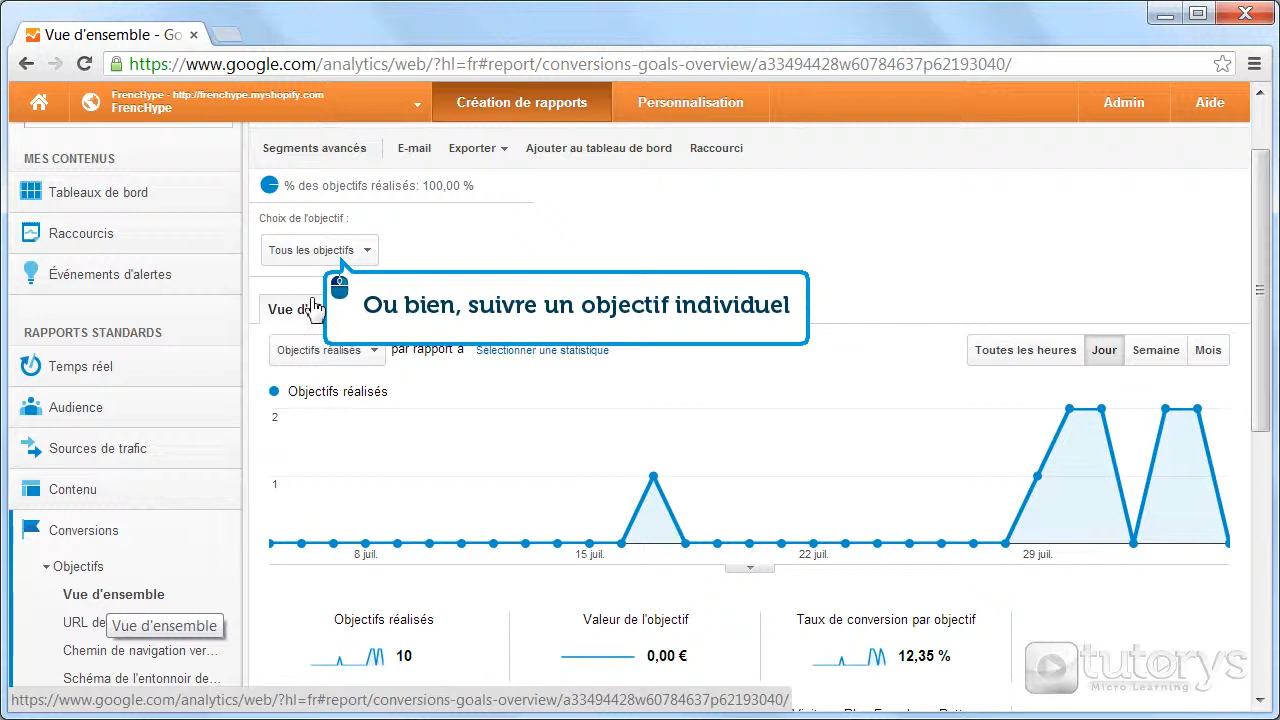 Vue d'ensemble - Go
https://www.google.com/analytics/web/?hl=fr#report/conversions-goals-overview/a33494428w60784637p62193040/
FrencHype - http://frenchype.myshopify.com
FrencHype
Création de rapports
Personnalisation
Admin
Aide
MES CONTENUS
Tableaux de bord
Raccourcis
Événements d'alertes
RAPPORTS STANDARDS
Temps réel
Audience
Sources de trafic
Contenu
Conversions
Objectifs
Vue d'ensemble
URL de
Vue d'ensemble
Chemin de navigation ver...
Schéma de l'entonnoir de...
Segments avancés
E-mail
Exporter
Ajouter au tableau de bord
Raccourci
% des objectifs réalisés: 100,00 %
Choix de l'objectif :
Tous les objectifs
Ou bien, suivre un objectif individuel
Vue d'
Objectifs réalisés
par rapport à
Sélectionner une statistique
Toutes les heures
Jour
Semaine
Mois
Objectifs réalisés
2
1
8 juil.
15 juil.
22 juil.
29 juil.
Objectifs réalisés
10
Valeur de l'objectif
0,00 €
Taux de conversion par objectif
12,35 %
tutorys
Micro Learning
https://www.google.com/analytics/web/?hl=fr#report/conversions-goals-overview/a33494428w60784637p62193040/